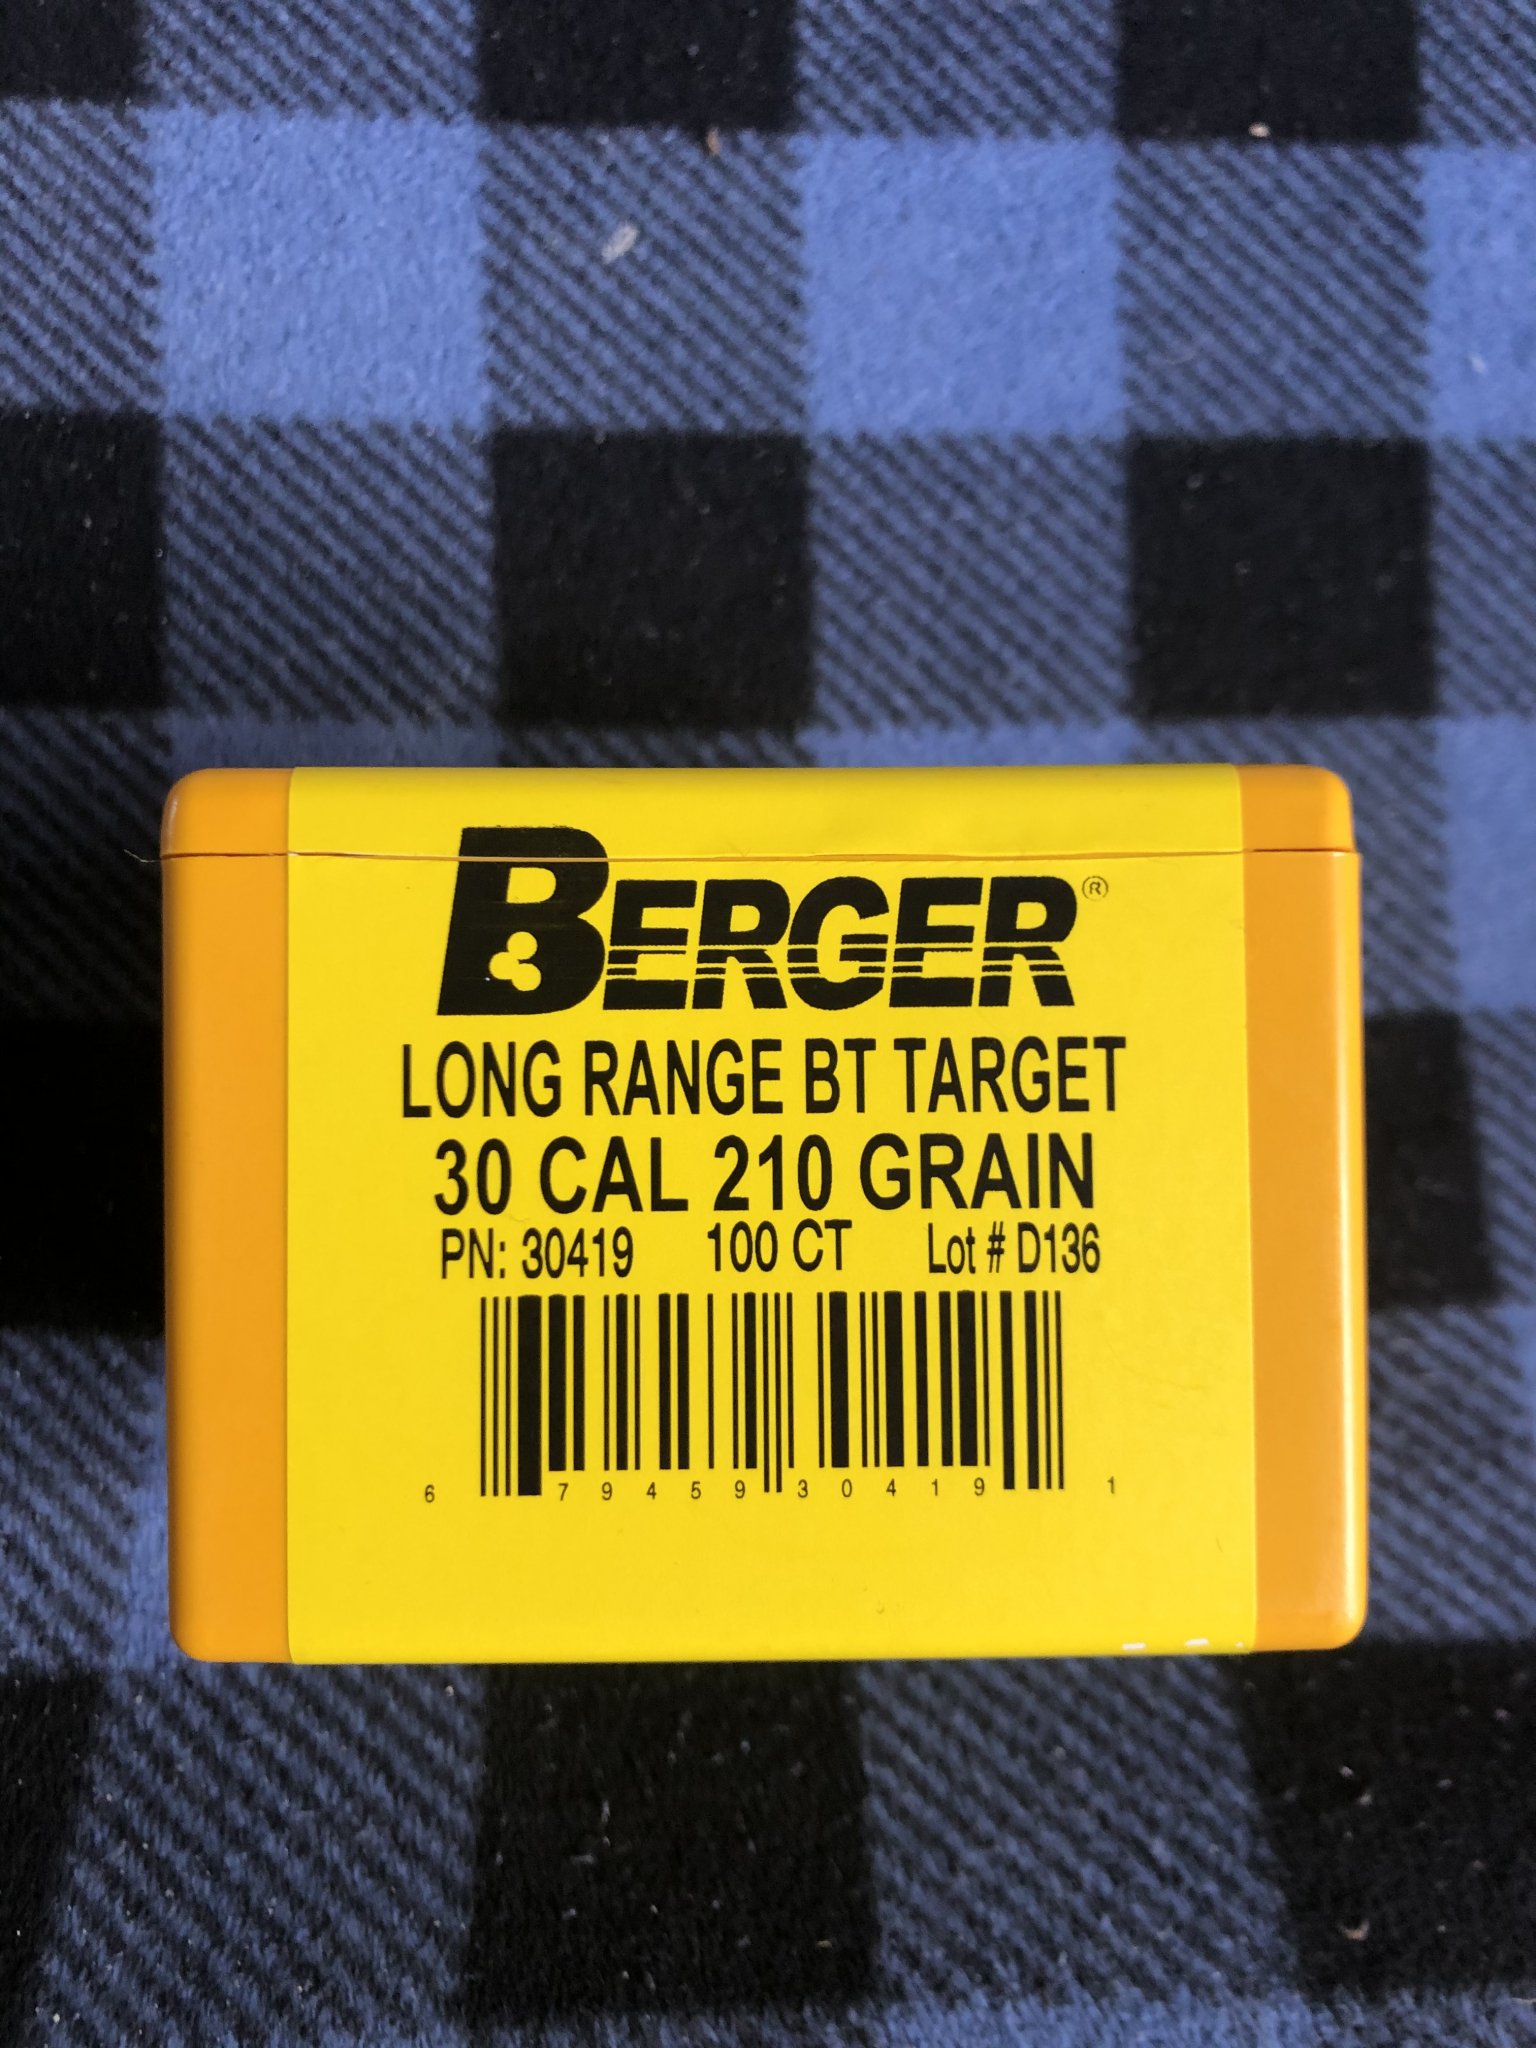 BERGER®
LONG RANGE BT TARGET
30 CAL 210 GRAIN
PN: 30419 100 CT Lot # D136
6 79459 30419 1